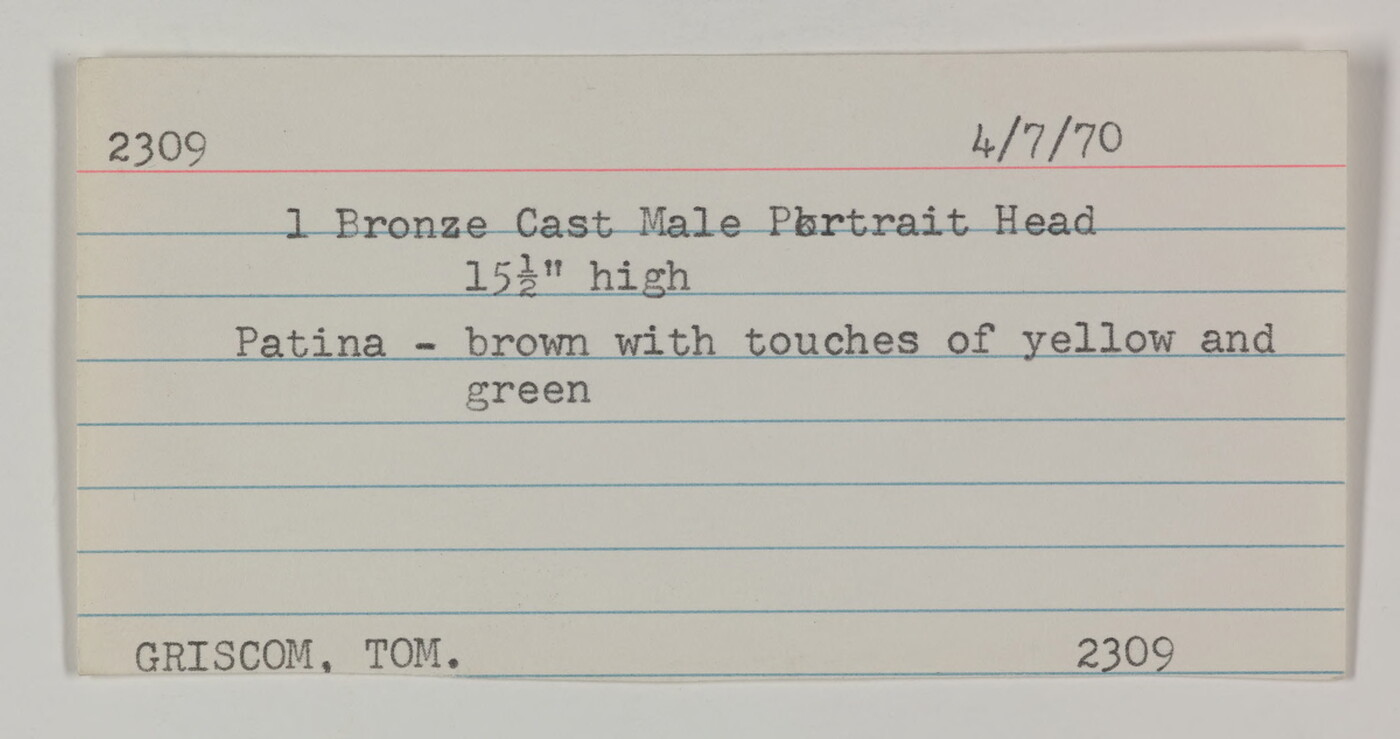 2309 4/7/70
1 Bronze Cast Male Portrait Head
15½" high
Patina - brown with touches of yellow and
green
GRISCOM, TOM. 2309